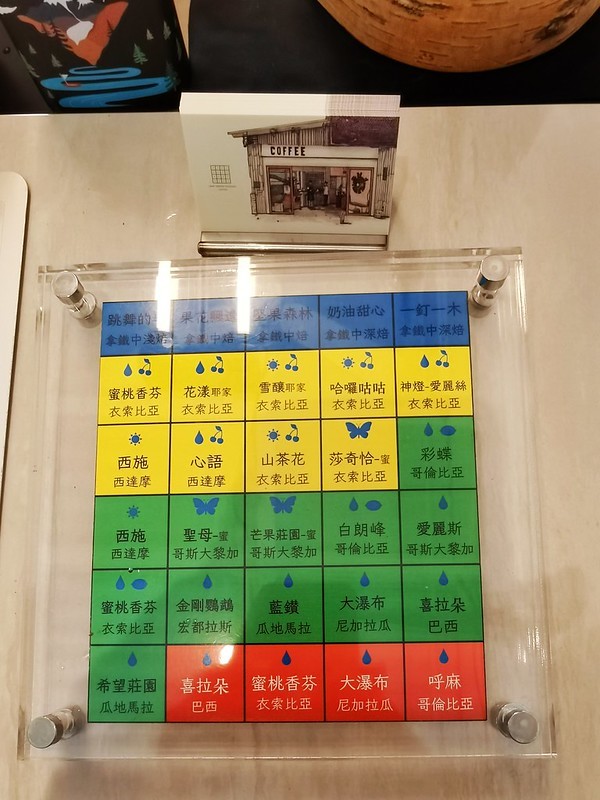 COFFEE
跳舞的
拿鐵中淺焙
果花
拿鐵中焙
果森林
拿鐵中焙
奶油甜心
拿鐵中深焙
一釘一木
拿鐵中深焙
蜜桃香芬
衣索比亞
花漾耶家
衣索比亞
雪釀耶家
衣索比亞
哈囉咕咕
衣索比亞
神燈-愛麗絲
衣索比亞
西施
西達摩
心語
西達摩
山茶花
衣索比亞
莎奇恰-蜜
衣索比亞
彩蝶
哥倫比亞
西施
西達摩
聖母-蜜
哥斯大黎加
芒果莊園-蜜
哥斯大黎加
白朗峰
哥倫比亞
愛麗斯
哥斯大黎加
蜜桃香芬
衣索比亞
金剛鸚鵡
宏都拉斯
藍鑽
瓜地馬拉
大瀑布
尼加拉瓜
喜拉朵
巴西
希望莊園
瓜地馬拉
喜拉朵
巴西
蜜桃香芬
衣索比亞
大瀑布
尼加拉瓜
呼麻
哥倫比亞